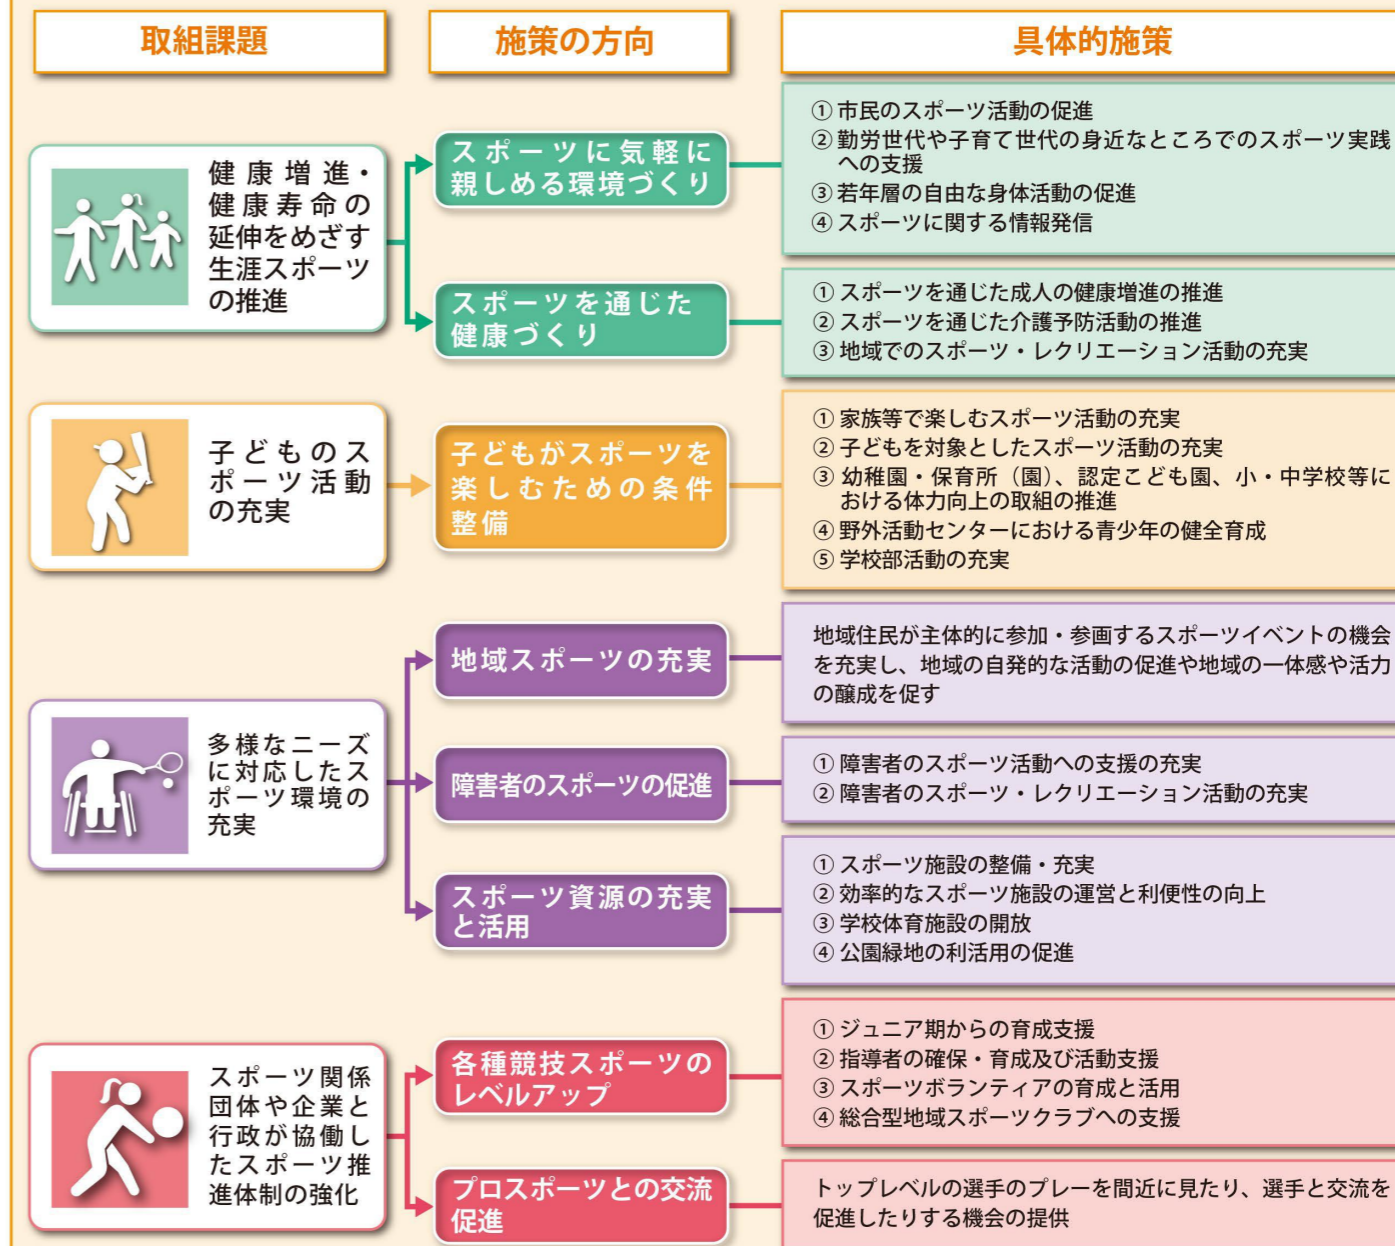 取組課題
施策の方向
具体的施策
健康増進・
健康寿命の
延伸をめざす
生涯スポーツ
の推進
スポーツに気軽に
親しめる環境づくり
① 市民のスポーツ活動の促進
② 勤労世代や子育て世代の身近なところでのスポーツ実践
への支援
③ 若年層の自由な身体活動の促進
④ スポーツに関する情報発信
スポーツを通じた
健康づくり
① スポーツを通じた成人の健康増進の推進
② スポーツを通じた介護予防活動の推進
③ 地域でのスポーツ・レクリエーション活動の充実
子どものス
ポーツ活動
の充実
子どもがスポーツを
楽しむための条件
整備
① 家族等で楽しむスポーツ活動の充実
② 子どもを対象としたスポーツ活動の充実
③ 幼稚園・保育所（園）、認定こども園、小・中学校等に
おける体力向上の取組の推進
④ 野外活動センターにおける青少年の健全育成
⑤ 学校部活動の充実
多様なニーズ
に対応したス
ポーツ環境の
充実
地域スポーツの充実
地域住民が主体的に参加・参画するスポーツイベントの機会
を充実し、地域の自発的な活動の促進や地域の一体感や活力
の醸成を促す
障害者のスポーツの促進
① 障害者のスポーツ活動への支援の充実
② 障害者のスポーツ・レクリエーション活動の充実
スポーツ資源の充実
と活用
① スポーツ施設の整備・充実
② 効率的なスポーツ施設の運営と利便性の向上
③ 学校体育施設の開放
④ 公園緑地の利活用の促進
スポーツ関係
団体や企業と
行政が協働し
たスポーツ推
進体制の強化
各種競技スポーツの
レベルアップ
① ジュニア期からの育成支援
② 指導者の確保・育成及び活動支援
③ スポーツボランティアの育成と活用
④ 総合型地域スポーツクラブへの支援
プロスポーツとの交流
促進
トップレベルの選手のプレーを間近に見たり、選手と交流を
促進したりする機会の提供